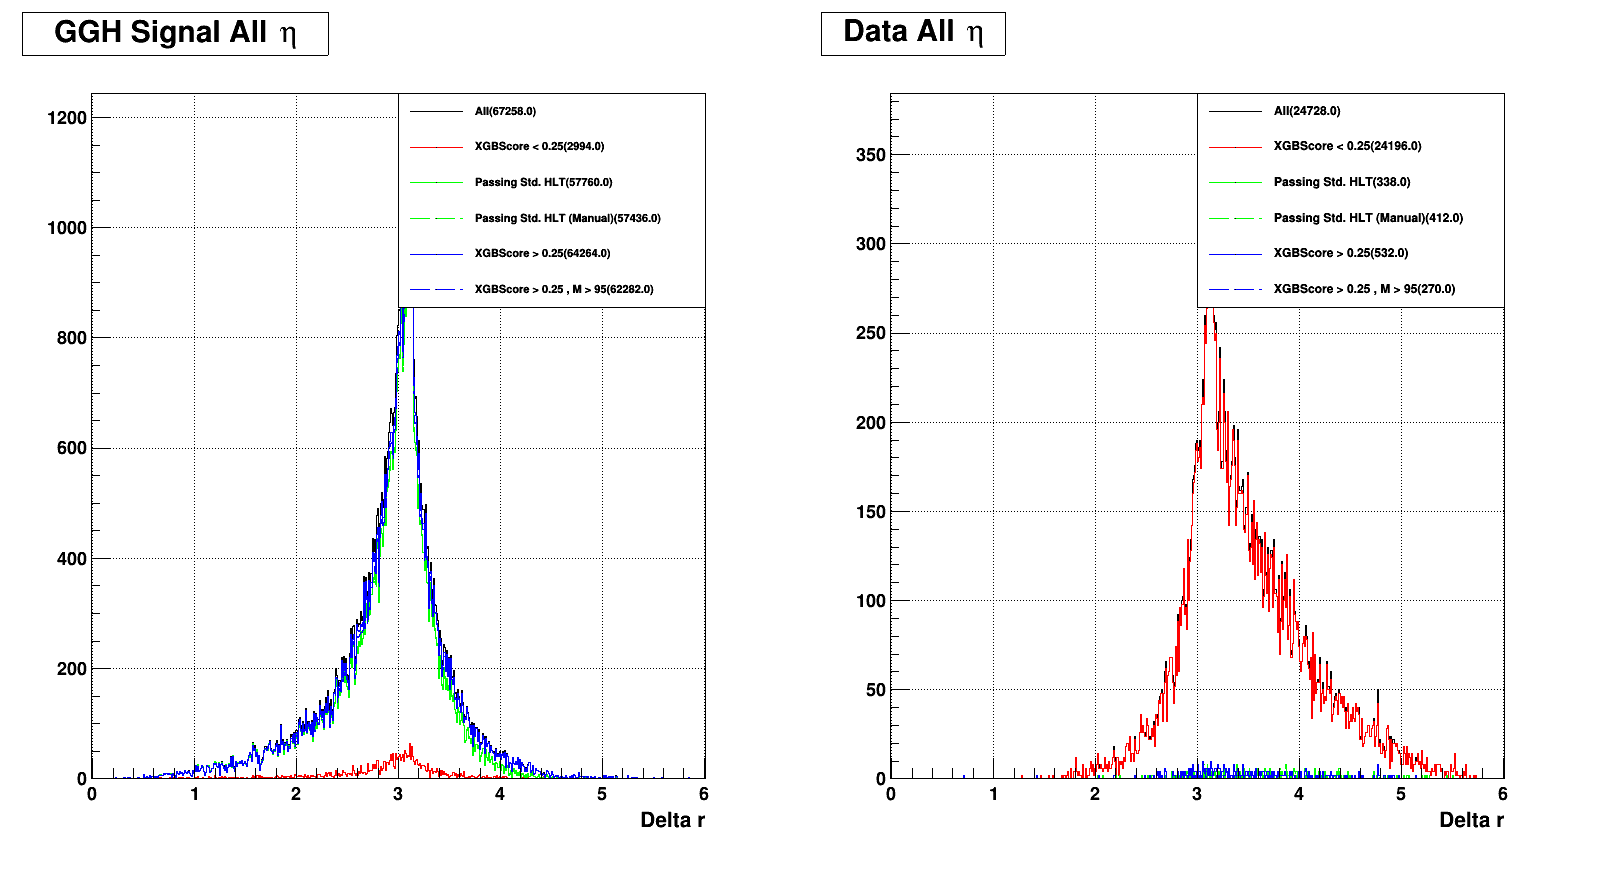 GGH Signal All η
1200
1000
800
600
400
200
0
0 1 2 3 4 5 6
Delta r
All(67258.0)
XGBScore < 0.25(2994.0)
Passing Std. HLT(57760.0)
Passing Std. HLT (Manual)(57436.0)
XGBScore > 0.25(64264.0)
XGBScore > 0.25 , M > 95(62282.0)
Data All η
350
300
250
200
150
100
50
0
0 1 2 3 4 5 6
Delta r
All(24728.0)
XGBScore < 0.25(24196.0)
Passing Std. HLT(338.0)
Passing Std. HLT (Manual)(412.0)
XGBScore > 0.25(532.0)
XGBScore > 0.25 , M > 95(270.0)